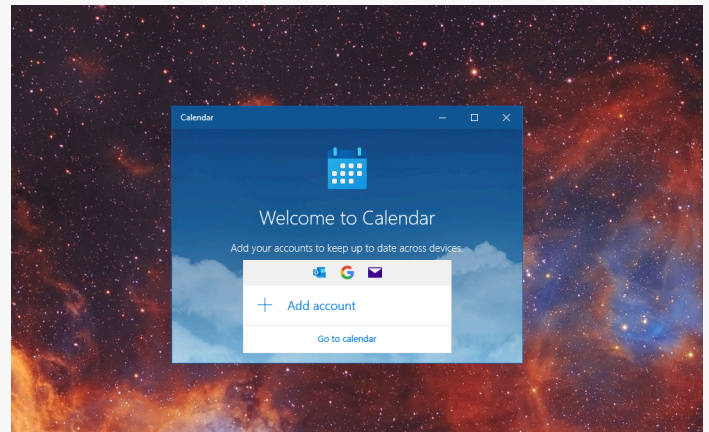 Calendar
Welcome to Calendar
Add your accounts to keep up to date across devices.
Add account
Go to calendar